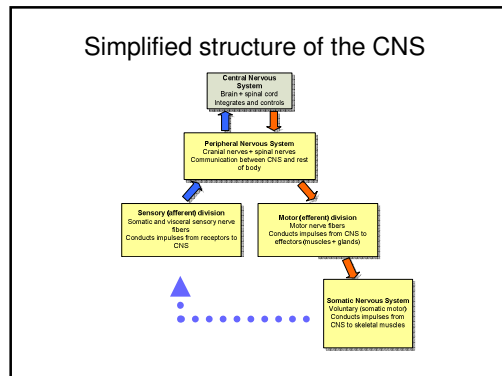 Simplified structure of the CNS
Central Nervous
System
Brain + spinal cord
Integrates and controls
Peripheral Nervous System
Cranial nerves + spinal nerves
Communication between CNS and rest
of body
Sensory (afferent) division
Somatic and visceral sensory nerve
fibers
Conducts impulses from receptors to
CNS
Motor (efferent) division
Motor nerve fibers
Conducts impulses from CNS to
effectors (muscles + glands)
Somatic Nervous System
Voluntary (somatic motor)
Conducts impulses from
CNS to skeletal muscles